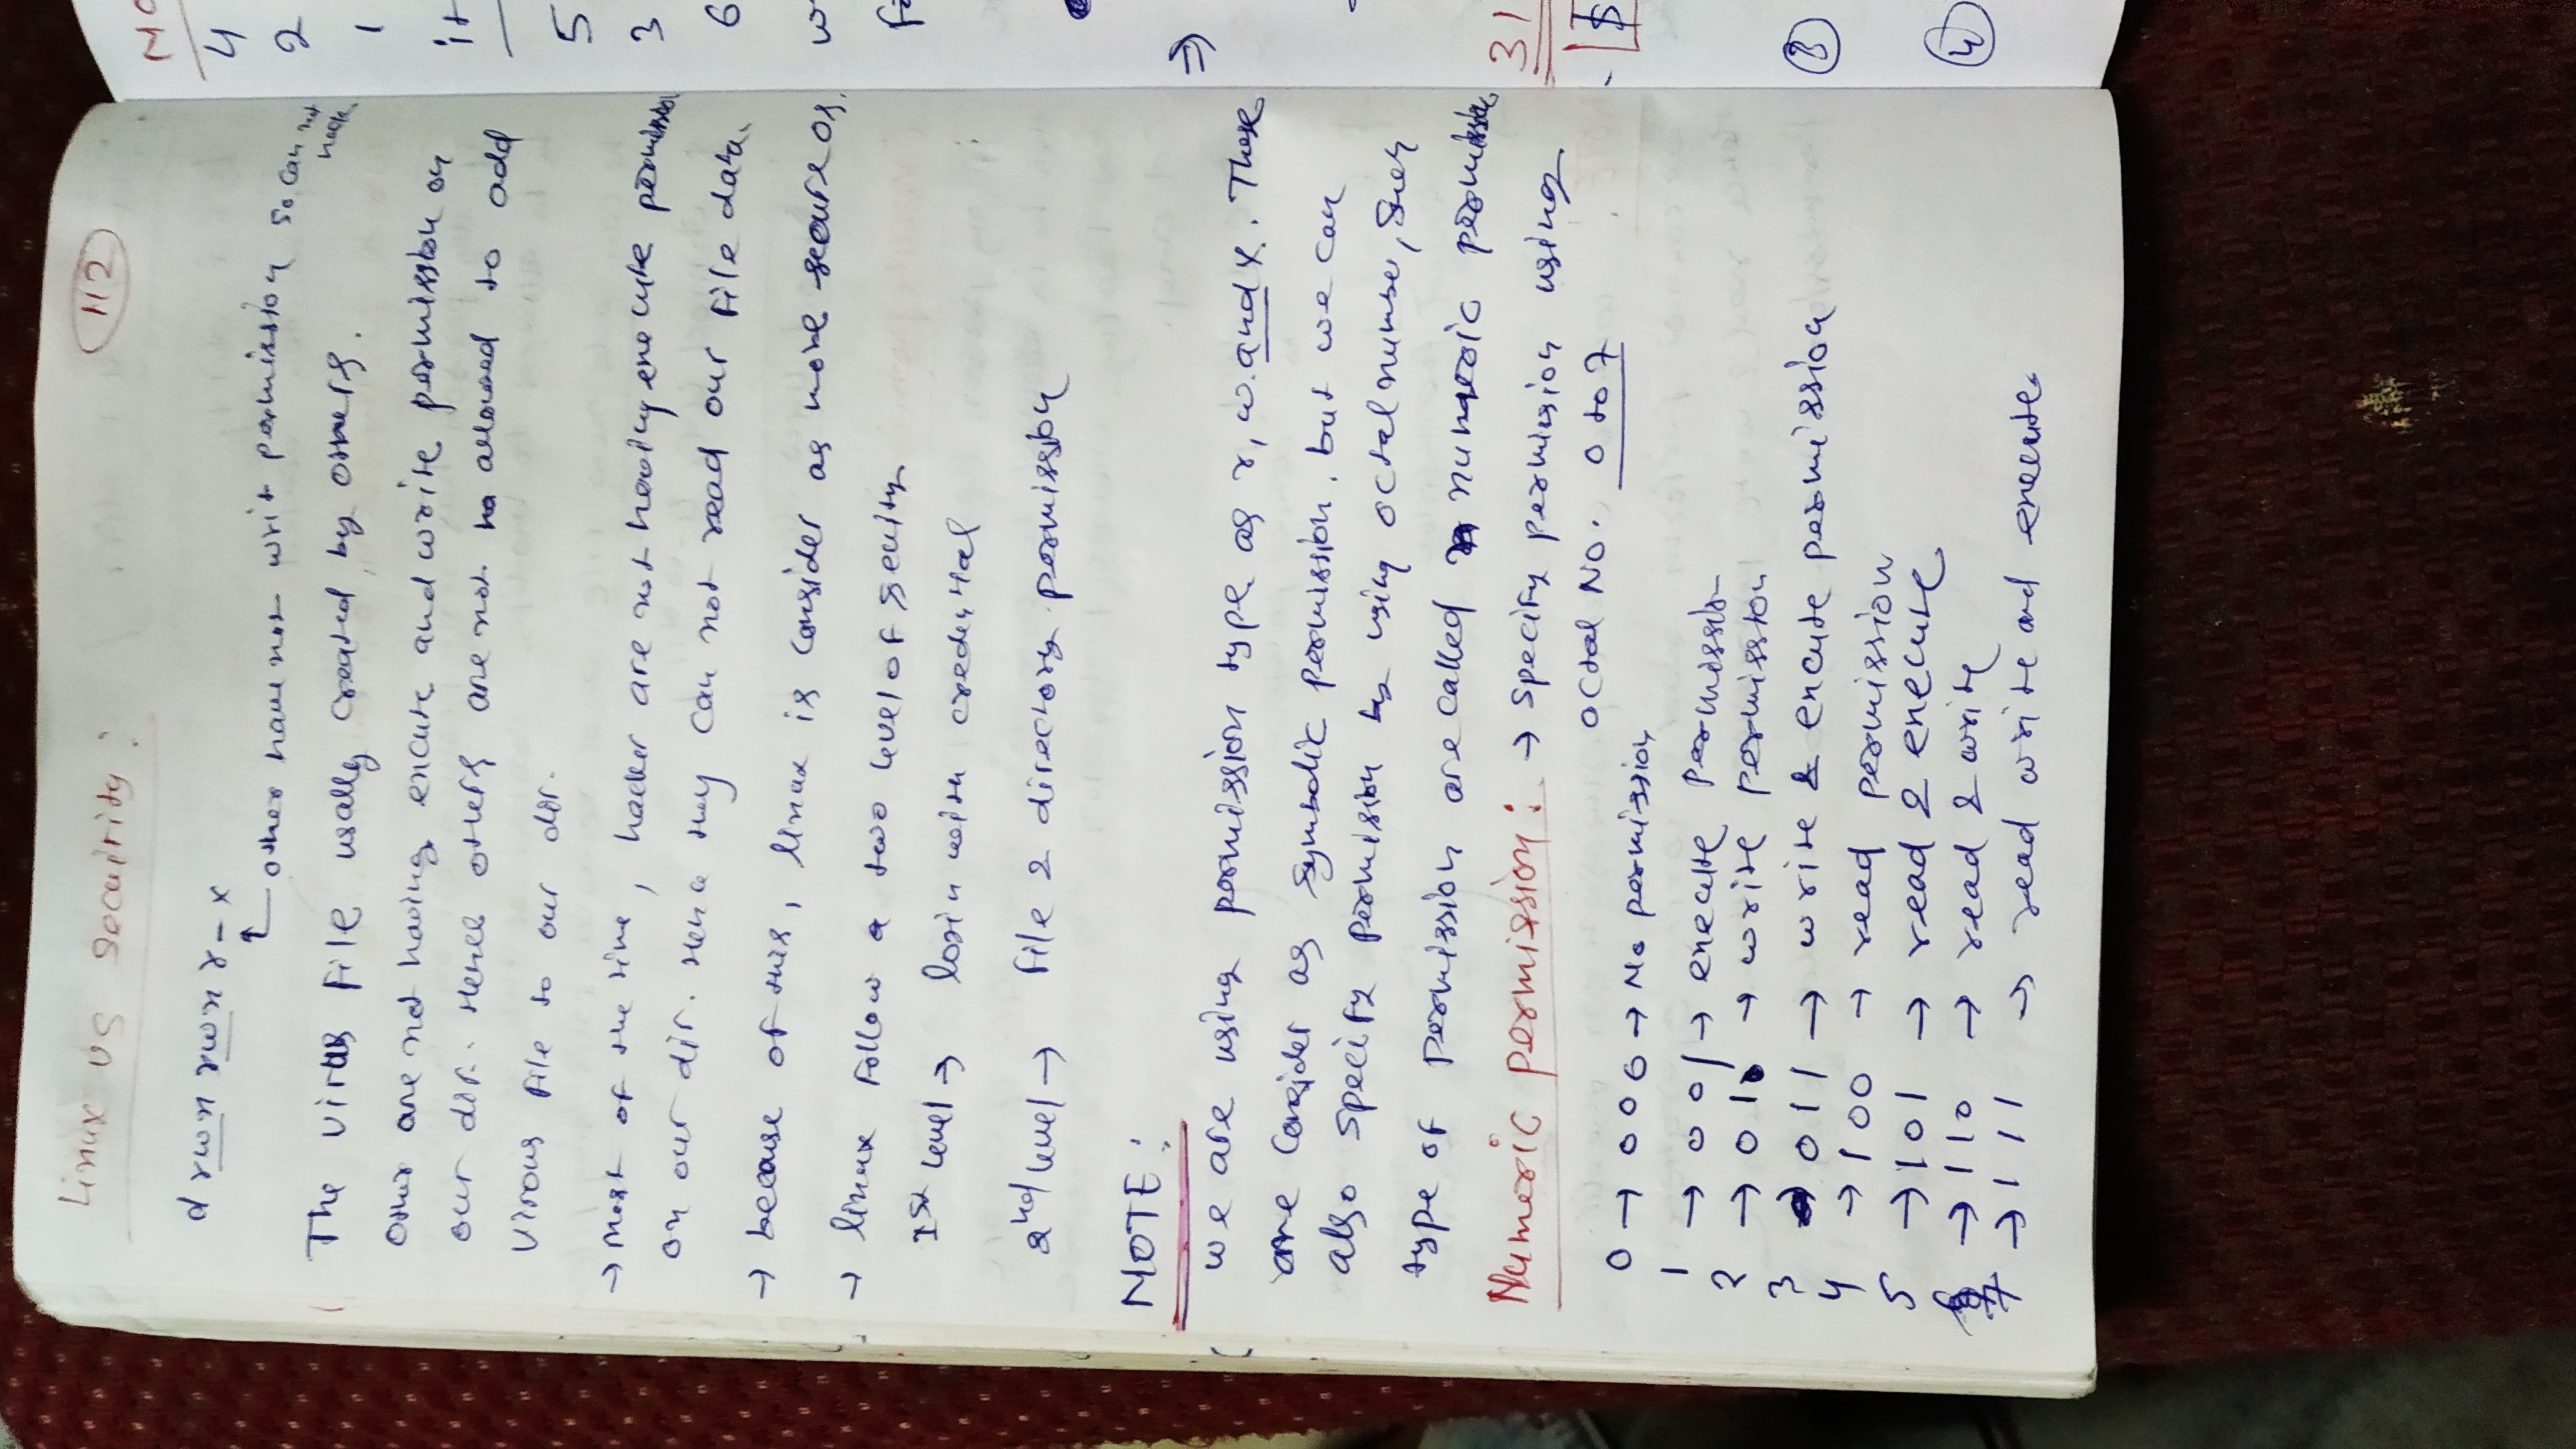 Linux vs Secuirity :
112
d rwx rwx r - x
other have not writ permission so can not
hack.
The Virus File usally created by others.
Other are not having excute and write permission on
our dir. Hence others are not allowed to add
Virous File to our dir.
→ Most of the time, hacker are not having execute permission
on our dir. Hence they can not read our File data.
→ because of this, linux is consider as more secure os.
→ linux Follow a two level of security
1st level → login with credential
2nd level → File & directory permission
NOTE :
we are using permission type as r, w and x. These
are consider as symbolic permission. but we can
also specify permision by using octal number, such
type of permission are called numeric permission
Numeric permission : → Specify permission using
octal No. 0 to 7
0 → 000 → No permission
1 → 001 → execute permission
2 → 010 → write permission
3 → 011 → write & excute permission
4 → 100 → read permission
5 → 101 → read & execute
6 → 110 → read & write
7 → 111 → read write and execute
NO
4
2
1
it
5
3
6
w
⇒
31
$
3
4